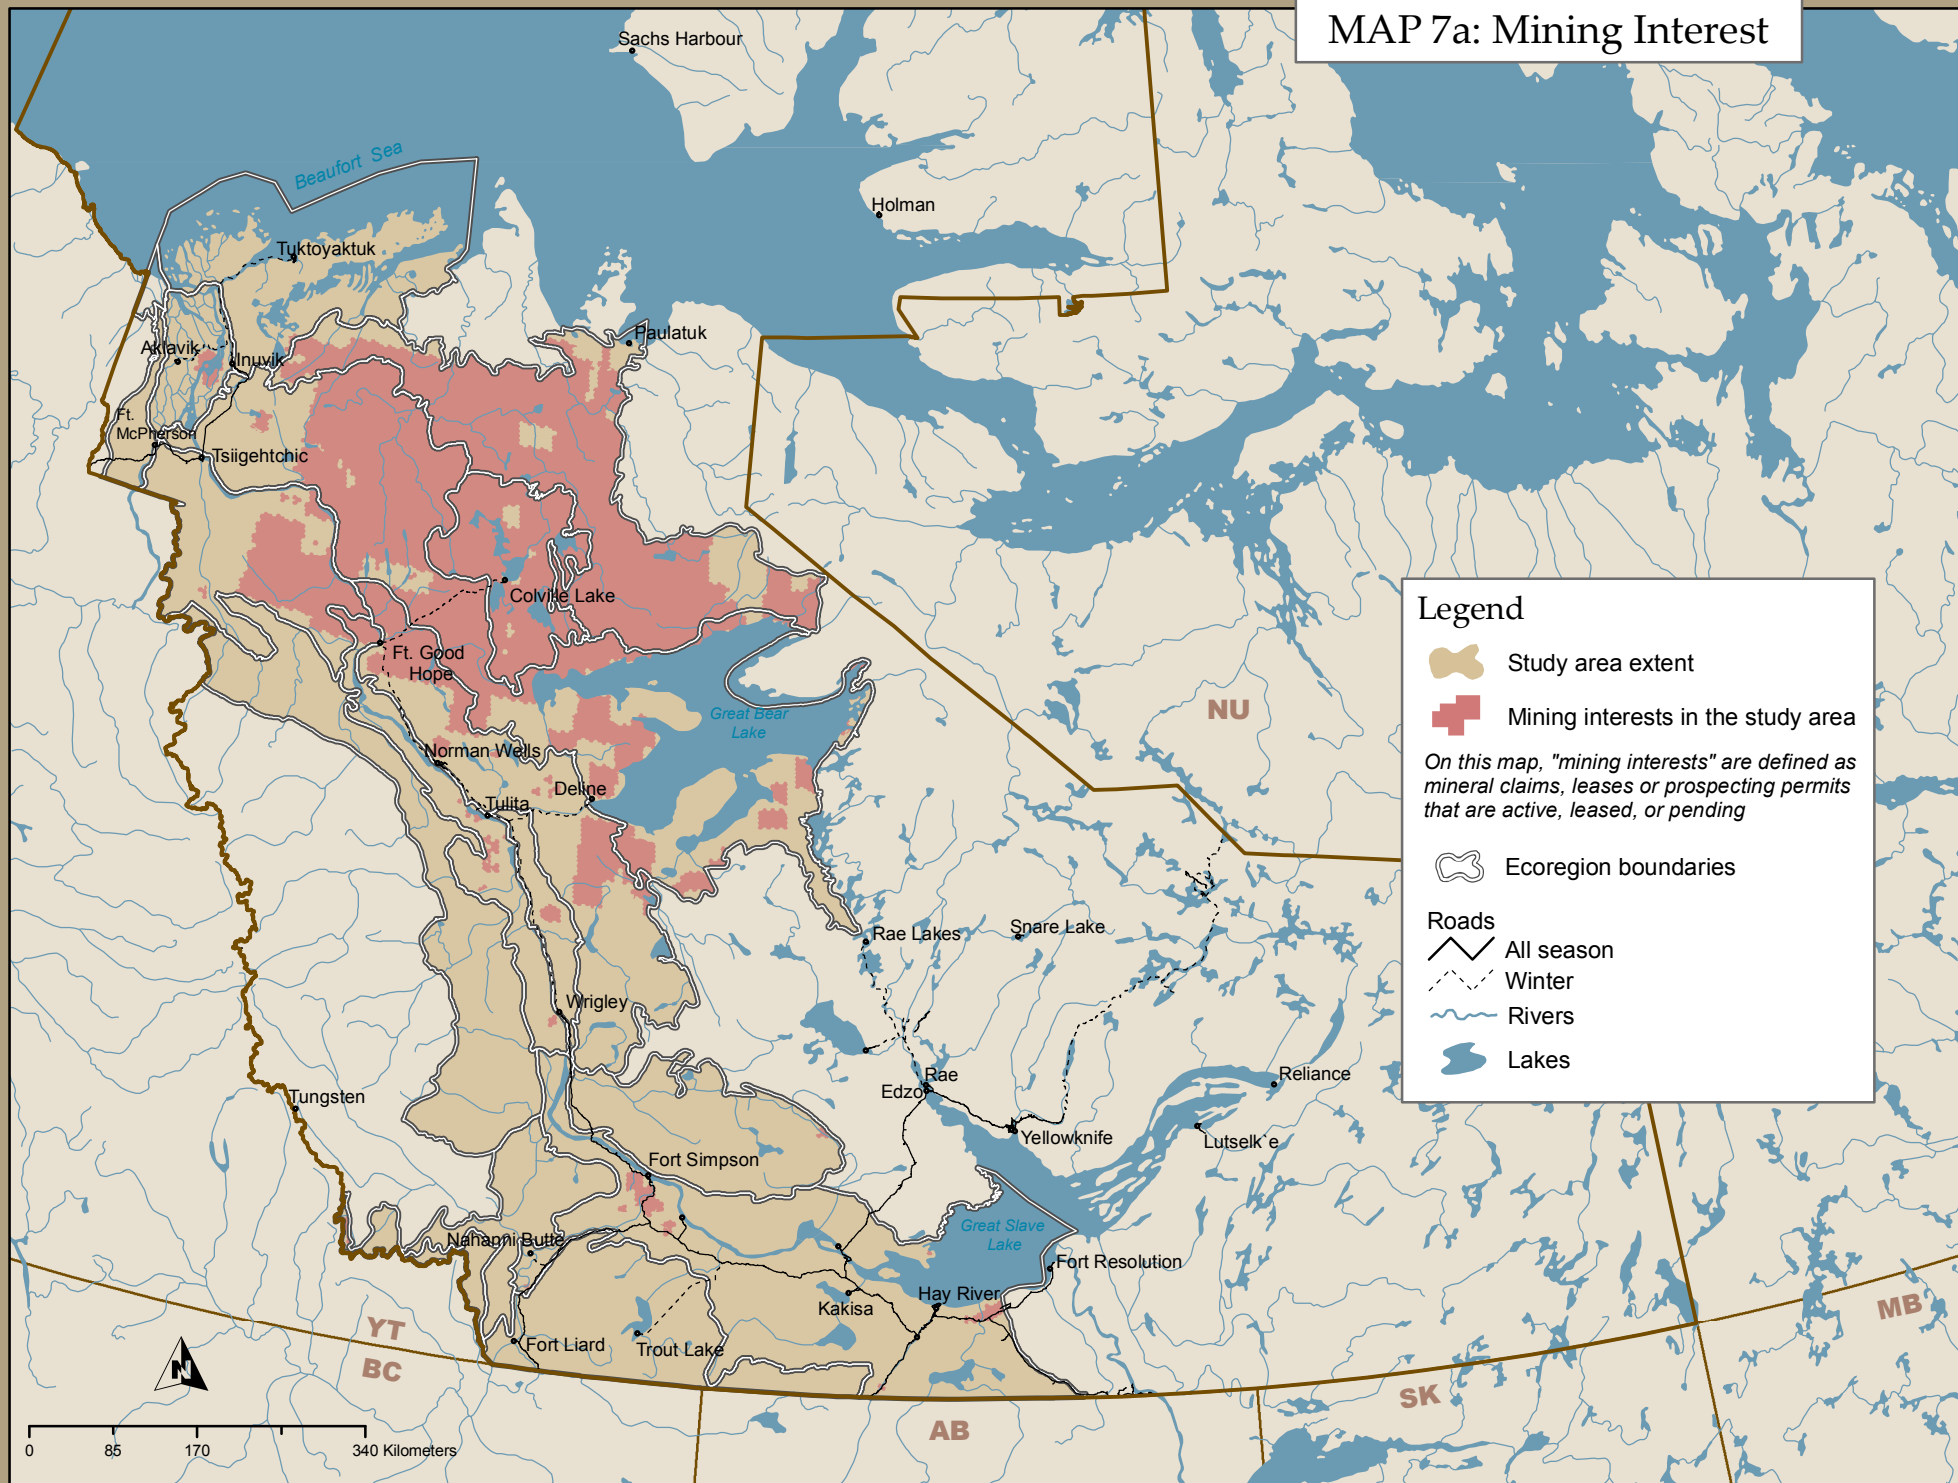 MAP 7a: Mining Interest
Sachs Harbour
Beaufort Sea
Holman
Tuktoyaktuk
Paulatuk
Aklavik
Inuvik
Ft.
McPherson
Tsiigehtchic
Colville Lake
Ft. Good
Hope
Great Bear
Lake
NU
Norman Wells
Deline
Tulita
Rae Lakes
Snare Lake
Wrigley
Tungsten
Rae
Edzo
Reliance
Yellowknife
Lutselk`e
Fort Simpson
Great Slave
Lake
Nahanni Butte
Fort Resolution
Hay River
Kakisa
Fort Liard
Trout Lake
YT
BC
AB
SK
MB
N
0 85 170 340 Kilometers
Legend
Study area extent
Mining interests in the study area
On this map, "mining interests" are defined as
mineral claims, leases or prospecting permits
that are active, leased, or pending
Ecoregion boundaries
Roads
All season
Winter
Rivers
Lakes